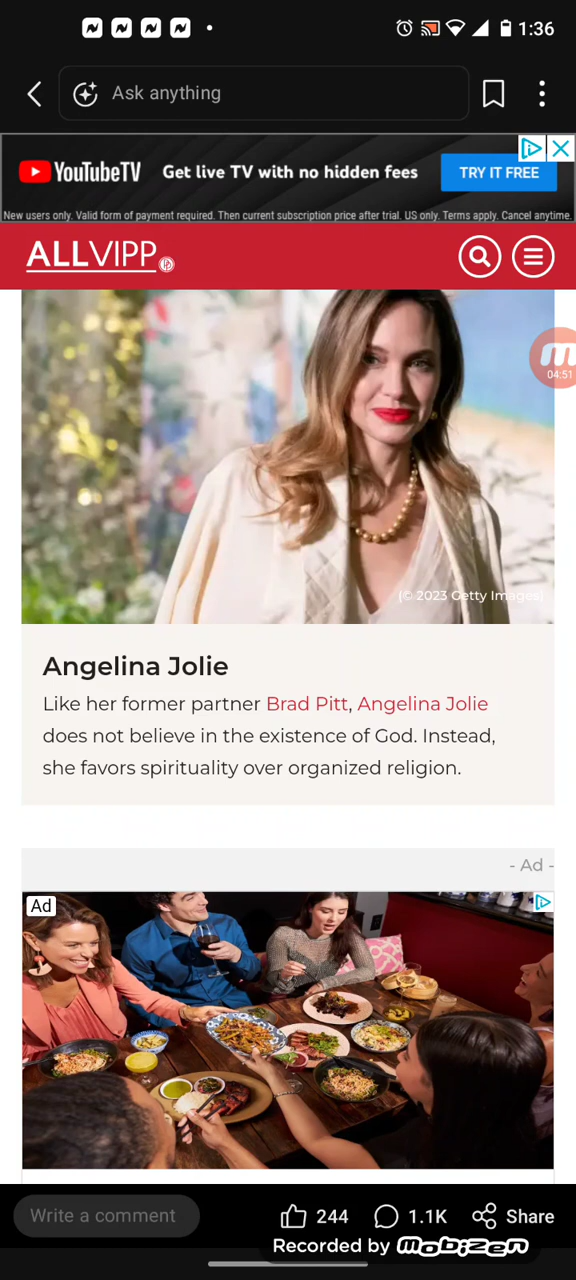 1:36
Ask anything
YouTubeTV
Get live TV with no hidden fees
TRY IT FREE
New users only. Valid form of payment required. Then current subscription price after trial. US only. Terms apply. Cancel anytime.
ALLVIPP
04:51
(© 2023 Getty Images)
Angelina Jolie
Like her former partner Brad Pitt, Angelina Jolie
does not believe in the existence of God. Instead,
she favors spirituality over organized religion.
- Ad -
Ad
Write a comment
244
1.1K
Share
Recorded by mobizen